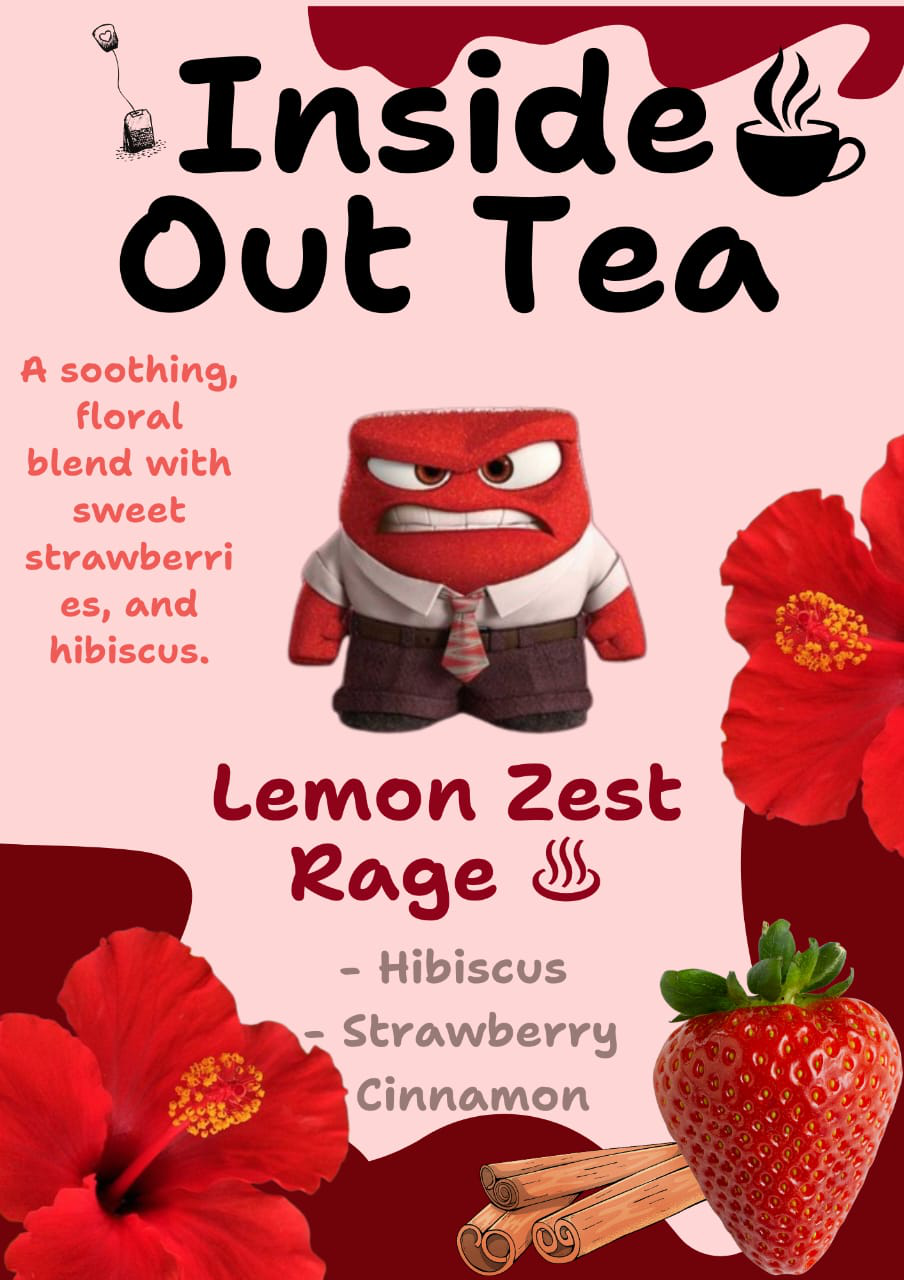 Inside
Out Tea
A soothing,
floral
blend with
sweet
strawberri
es, and
hibiscus.
Lemon Zest
Rage
- Hibiscus
- Strawberry
Cinnamon